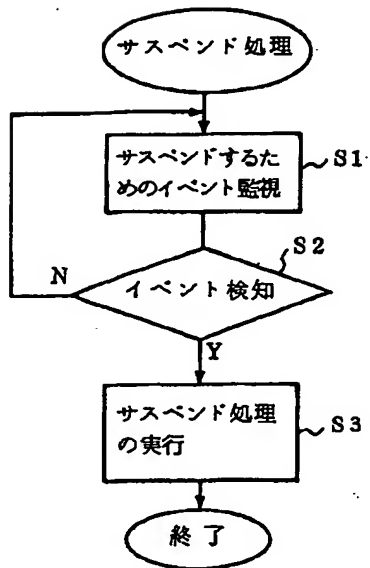 サスペンド処理
サスペンドするた
めのイベント監視
S1
S2
イベント検知
N
Y
サスペンド処理
の実行
S3
終了